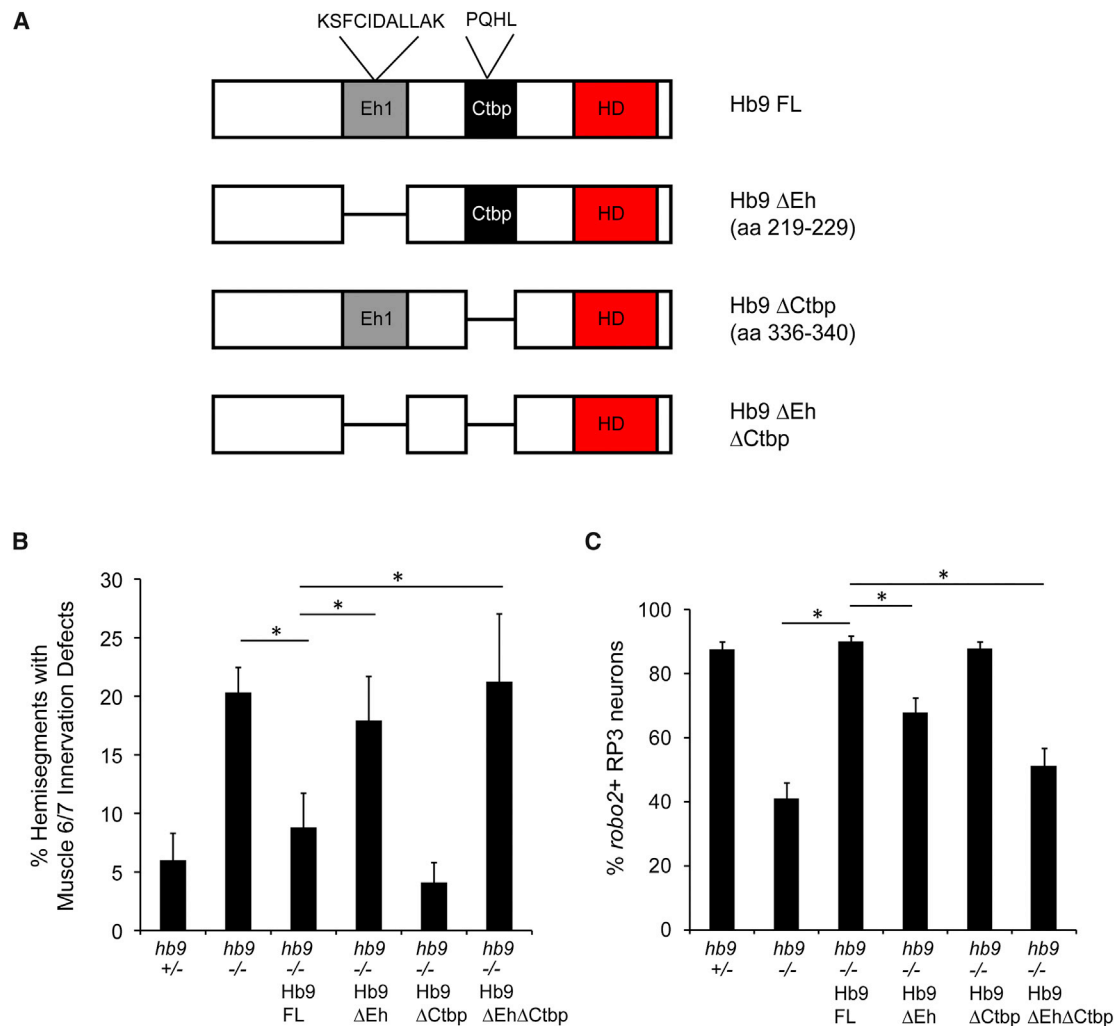 A
KSFCIDALLAK PQHL
Eh1 Ctbp HD Hb9 FL
Ctbp HD Hb9 ΔEh
(aa 219-229)
Eh1 HD Hb9 ΔCtbp
(aa 336-340)
HD Hb9 ΔEh
ΔCtbp
B
% Hemisegments with
Muscle 6/7 Innervation Defects
30
25
20
15
10
5
0
* * *
hb9 hb9 hb9 hb9 hb9 hb9
+/- -/- -/- -/- -/- -/-
Hb9 Hb9 Hb9 Hb9
FL ΔEh ΔCtbp ΔEhΔCtbp
C
% robo2+ RP3 neurons
100
80
60
40
20
0
* * *
hb9 hb9 hb9 hb9 hb9 hb9
+/- -/- -/- -/- -/- -/-
Hb9 Hb9 Hb9 Hb9
FL ΔEh ΔCtbp ΔEhΔCtbp